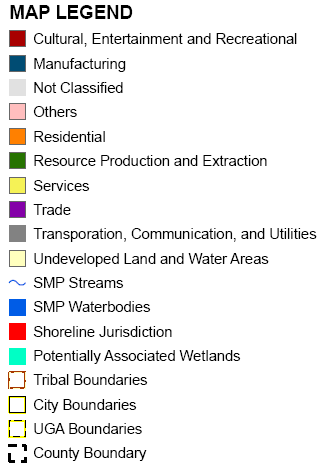 MAP LEGEND
Cultural, Entertainment and Recreational
Manufacturing
Not Classified
Others
Residential
Resource Production and Extraction
Services
Trade
Transporation, Communication, and Utilities
Undeveloped Land and Water Areas
SMP Streams
SMP Waterbodies
Shoreline Jurisdiction
Potentially Associated Wetlands
Tribal Boundaries
City Boundaries
UGA Boundaries
County Boundary